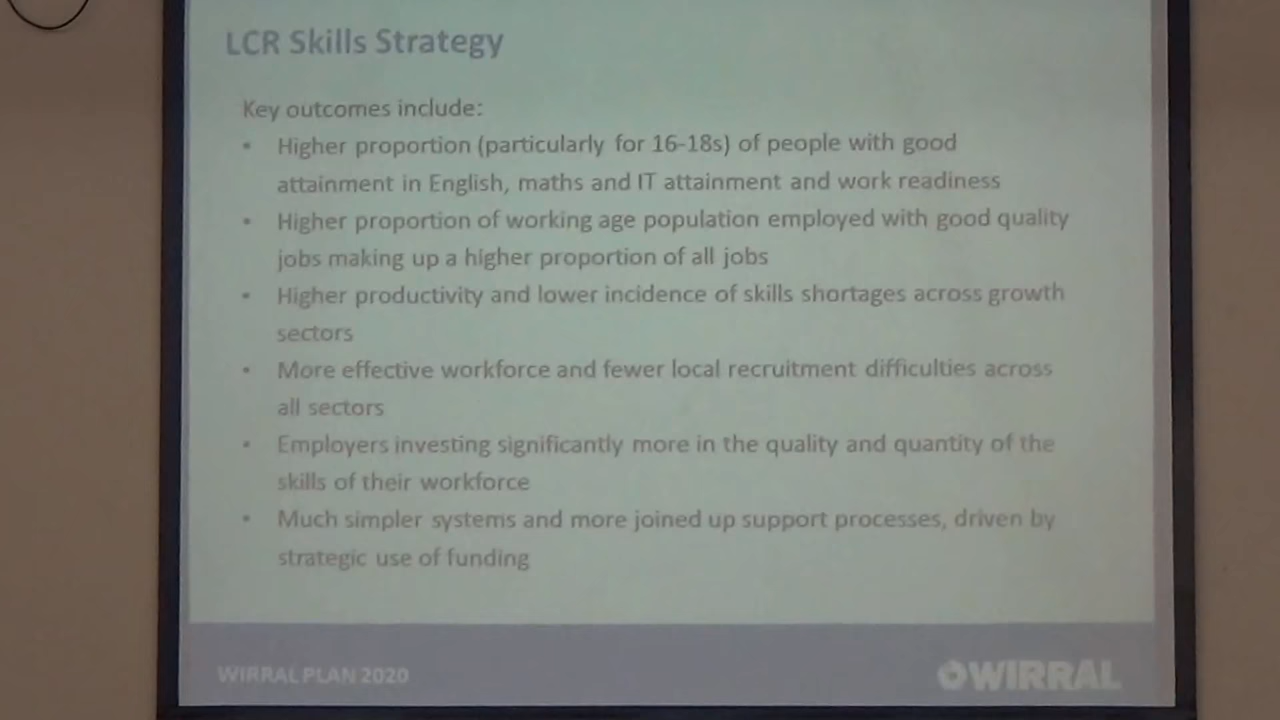 LCR Skills Strategy
Key outcomes include:
• Higher proportion (particularly for 16-18s) of people with good
attainment in English, maths and IT attainment and work readiness
• Higher proportion of working age population employed with good quality
jobs making up a higher proportion of all jobs
• Higher productivity and lower incidence of skills shortages across growth
sectors
• More effective workforce and fewer local recruitment difficulties across
all sectors
• Employers investing significantly more in the quality and quantity of the
skills of their workforce
• Much simpler systems and more joined up support processes, driven by
strategic use of funding
WIRRAL PLAN 2020
WIRRAL